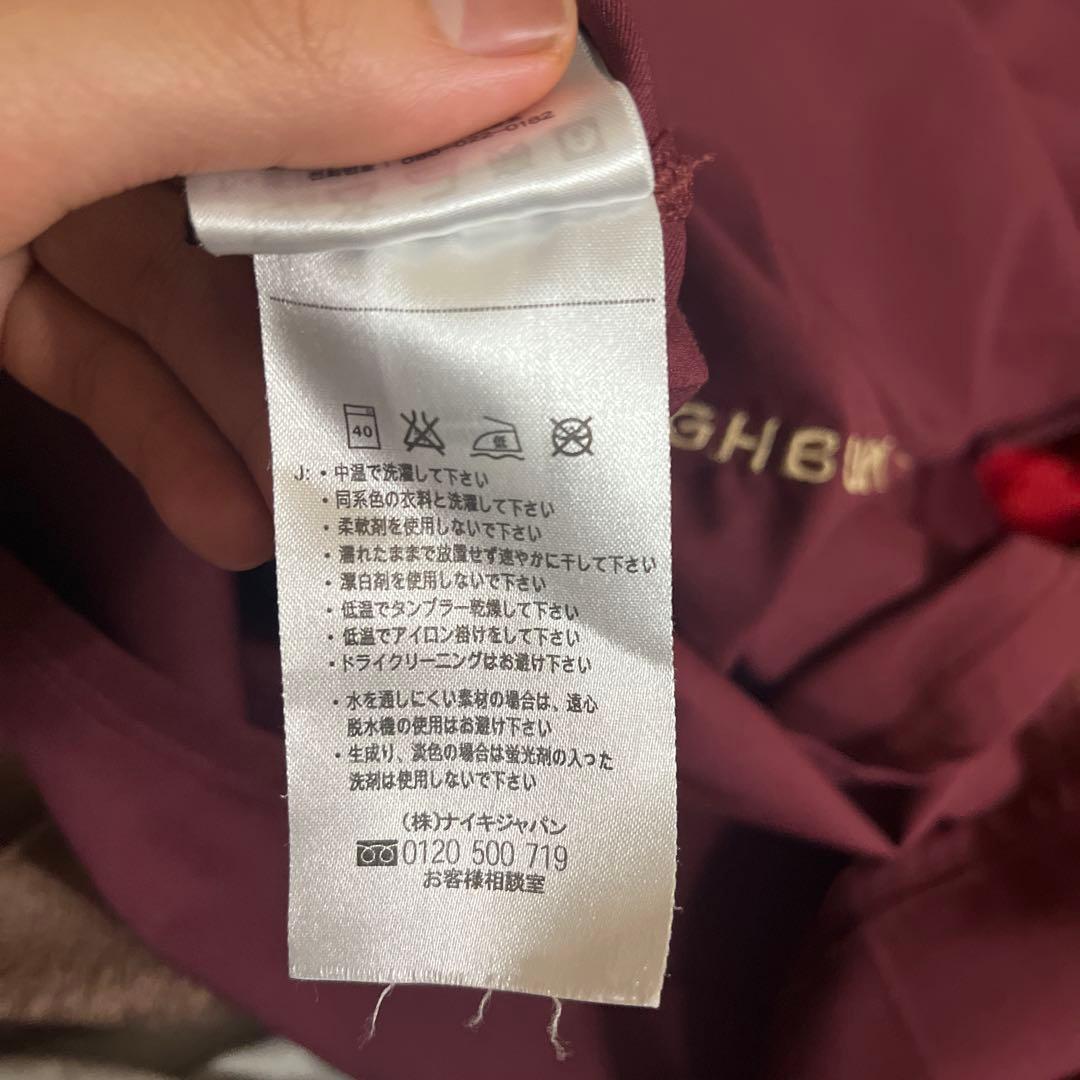 40
低
J: ・中温で洗濯して下さい
・同系色の衣料と洗濯して下さい
・柔軟剤を使用しないで下さい
・濡れたままで放置せず速やかに干して下さい
・漂白剤を使用しないで下さい
・低温でタンブラー乾燥して下さい
・低温でアイロン掛けをして下さい
・ドライクリーニングはお避け下さい
・水を通しにくい素材の場合は、遠心
脱水機の使用はお避け下さい
・生成り、淡色の場合は蛍光剤の入った
洗剤は使用しないで下さい
(株)ナイキジャパン
0120 500 719
お客様相談室